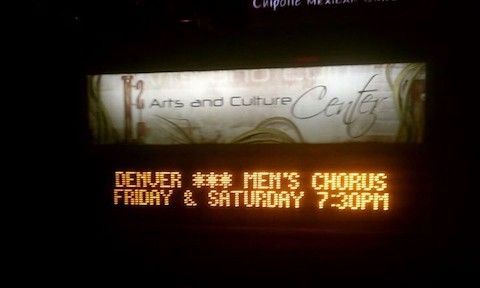 Chipotle Mexican
Arts and Culture Center
DENVER *** MEN'S CHORUS
FRIDAY & SATURDAY 7:30PM